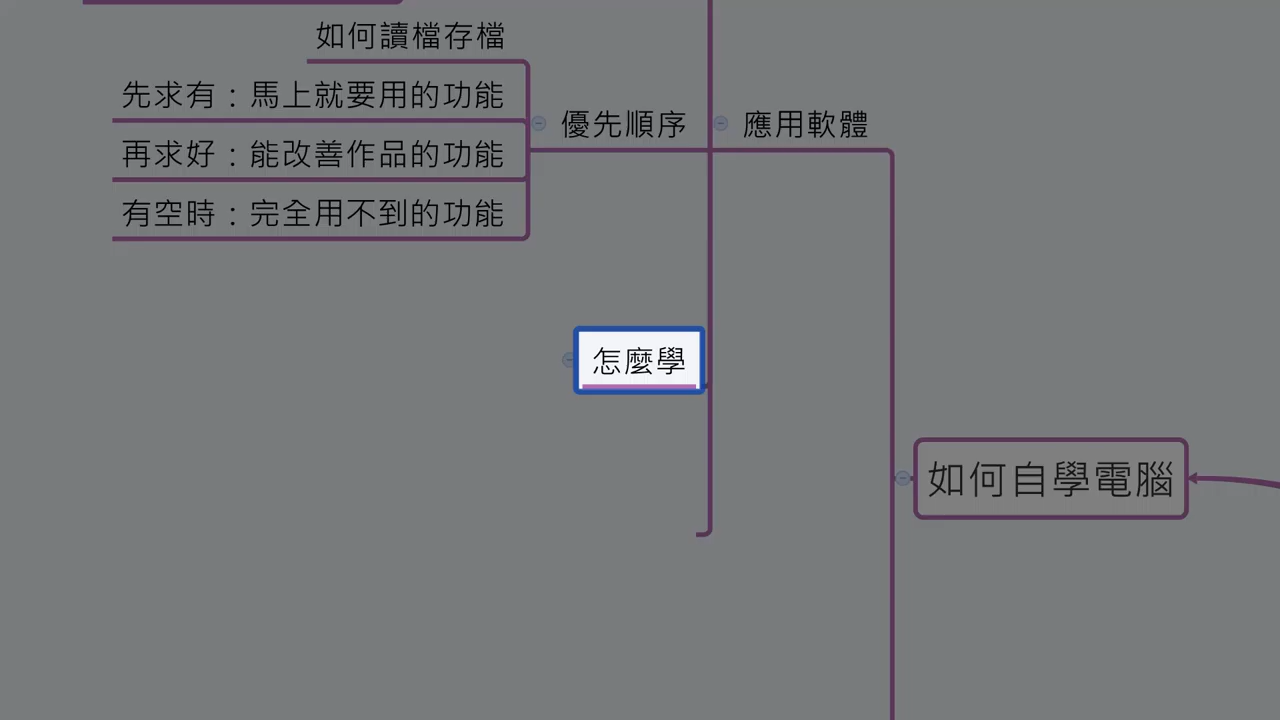 如何讀檔存檔
先求有：馬上就要用的功能
再求好：能改善作品的功能
有空時：完全用不到的功能
優先順序
應用軟體
怎麼學
如何自學電腦